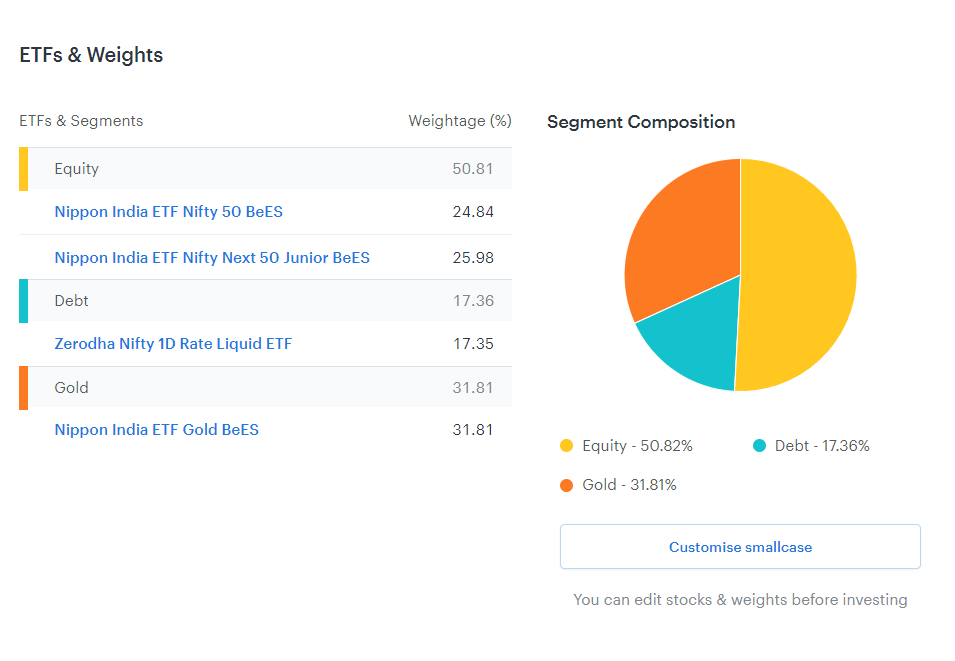 ETFs & Weights
ETFs & Segments Weightage (%)
Equity 50.81
Nippon India ETF Nifty 50 BeES 24.84
Nippon India ETF Nifty Next 50 Junior BeES 25.98
Debt 17.36
Zerodha Nifty 1D Rate Liquid ETF 17.35
Gold 31.81
Nippon India ETF Gold BeES 31.81
Segment Composition
Equity - 50.82% Debt - 17.36%
Gold - 31.81%
Customise smallcase
You can edit stocks & weights before investing